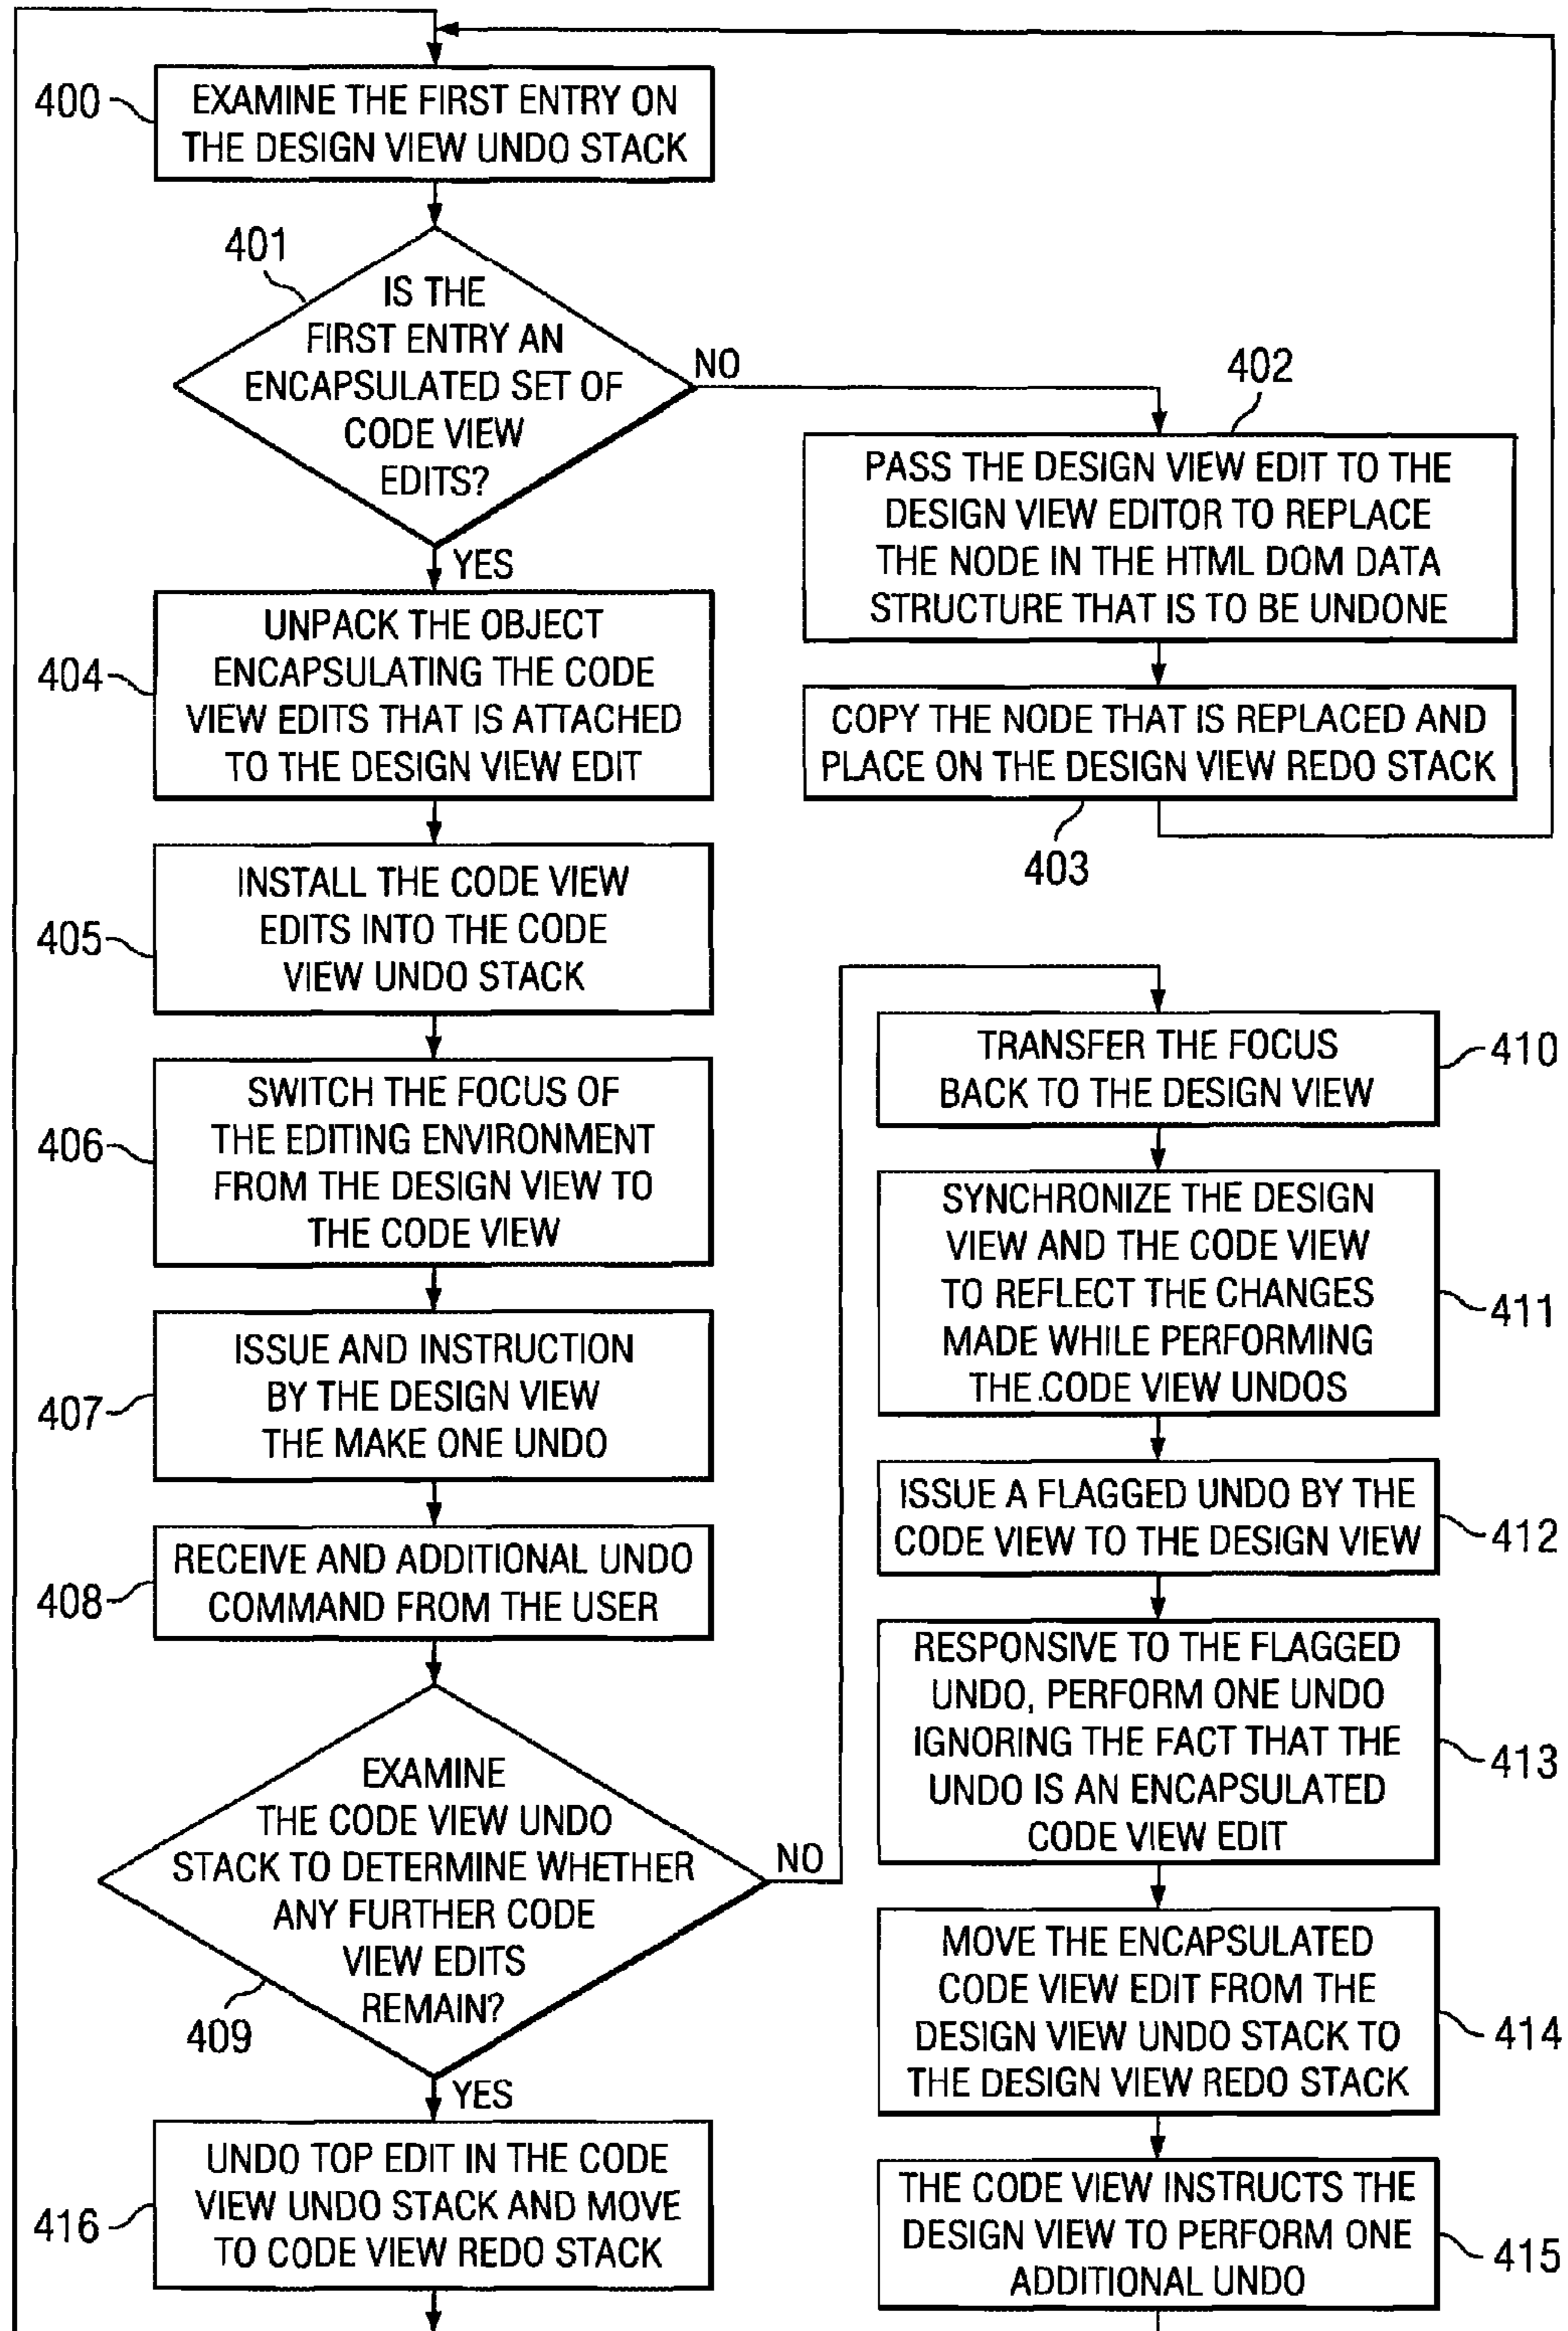 400
EXAMINE THE FIRST ENTRY ON
THE DESIGN VIEW UNDO STACK
401
IS THE
FIRST ENTRY AN
ENCAPSULATED SET OF
CODE VIEW
EDITS?
NO
YES
402
PASS THE DESIGN VIEW EDIT TO THE
DESIGN VIEW EDITOR TO REPLACE
THE NODE IN THE HTML DOM DATA
STRUCTURE THAT IS TO BE UNDONE
COPY THE NODE THAT IS REPLACED AND
PLACE ON THE DESIGN VIEW REDO STACK
403
404
UNPACK THE OBJECT
ENCAPSULATING THE CODE
VIEW EDITS THAT IS ATTACHED
TO THE DESIGN VIEW EDIT
405
INSTALL THE CODE VIEW
EDITS INTO THE CODE
VIEW UNDO STACK
406
SWITCH THE FOCUS OF
THE EDITING ENVIRONMENT
FROM THE DESIGN VIEW TO
THE CODE VIEW
407
ISSUE AND INSTRUCTION
BY THE DESIGN VIEW
THE MAKE ONE UNDO
408
RECEIVE AND ADDITIONAL UNDO
COMMAND FROM THE USER
EXAMINE
THE CODE VIEW UNDO
STACK TO DETERMINE WHETHER
ANY FURTHER CODE
VIEW EDITS
REMAIN?
409
NO
YES
416
UNDO TOP EDIT IN THE CODE
VIEW UNDO STACK AND MOVE
TO CODE VIEW REDO STACK
TRANSFER THE FOCUS
BACK TO THE DESIGN VIEW
410
SYNCHRONIZE THE DESIGN
VIEW AND THE CODE VIEW
TO REFLECT THE CHANGES
MADE WHILE PERFORMING
THE CODE VIEW UNDOS
411
ISSUE A FLAGGED UNDO BY THE
CODE VIEW TO THE DESIGN VIEW
412
RESPONSIVE TO THE FLAGGED
UNDO, PERFORM ONE UNDO
IGNORING THE FACT THAT THE
UNDO IS AN ENCAPSULATED
CODE VIEW EDIT
413
MOVE THE ENCAPSULATED
CODE VIEW EDIT FROM THE
DESIGN VIEW UNDO STACK TO
THE DESIGN VIEW REDO STACK
414
THE CODE VIEW INSTRUCTS THE
DESIGN VIEW TO PERFORM ONE
ADDITIONAL UNDO
415